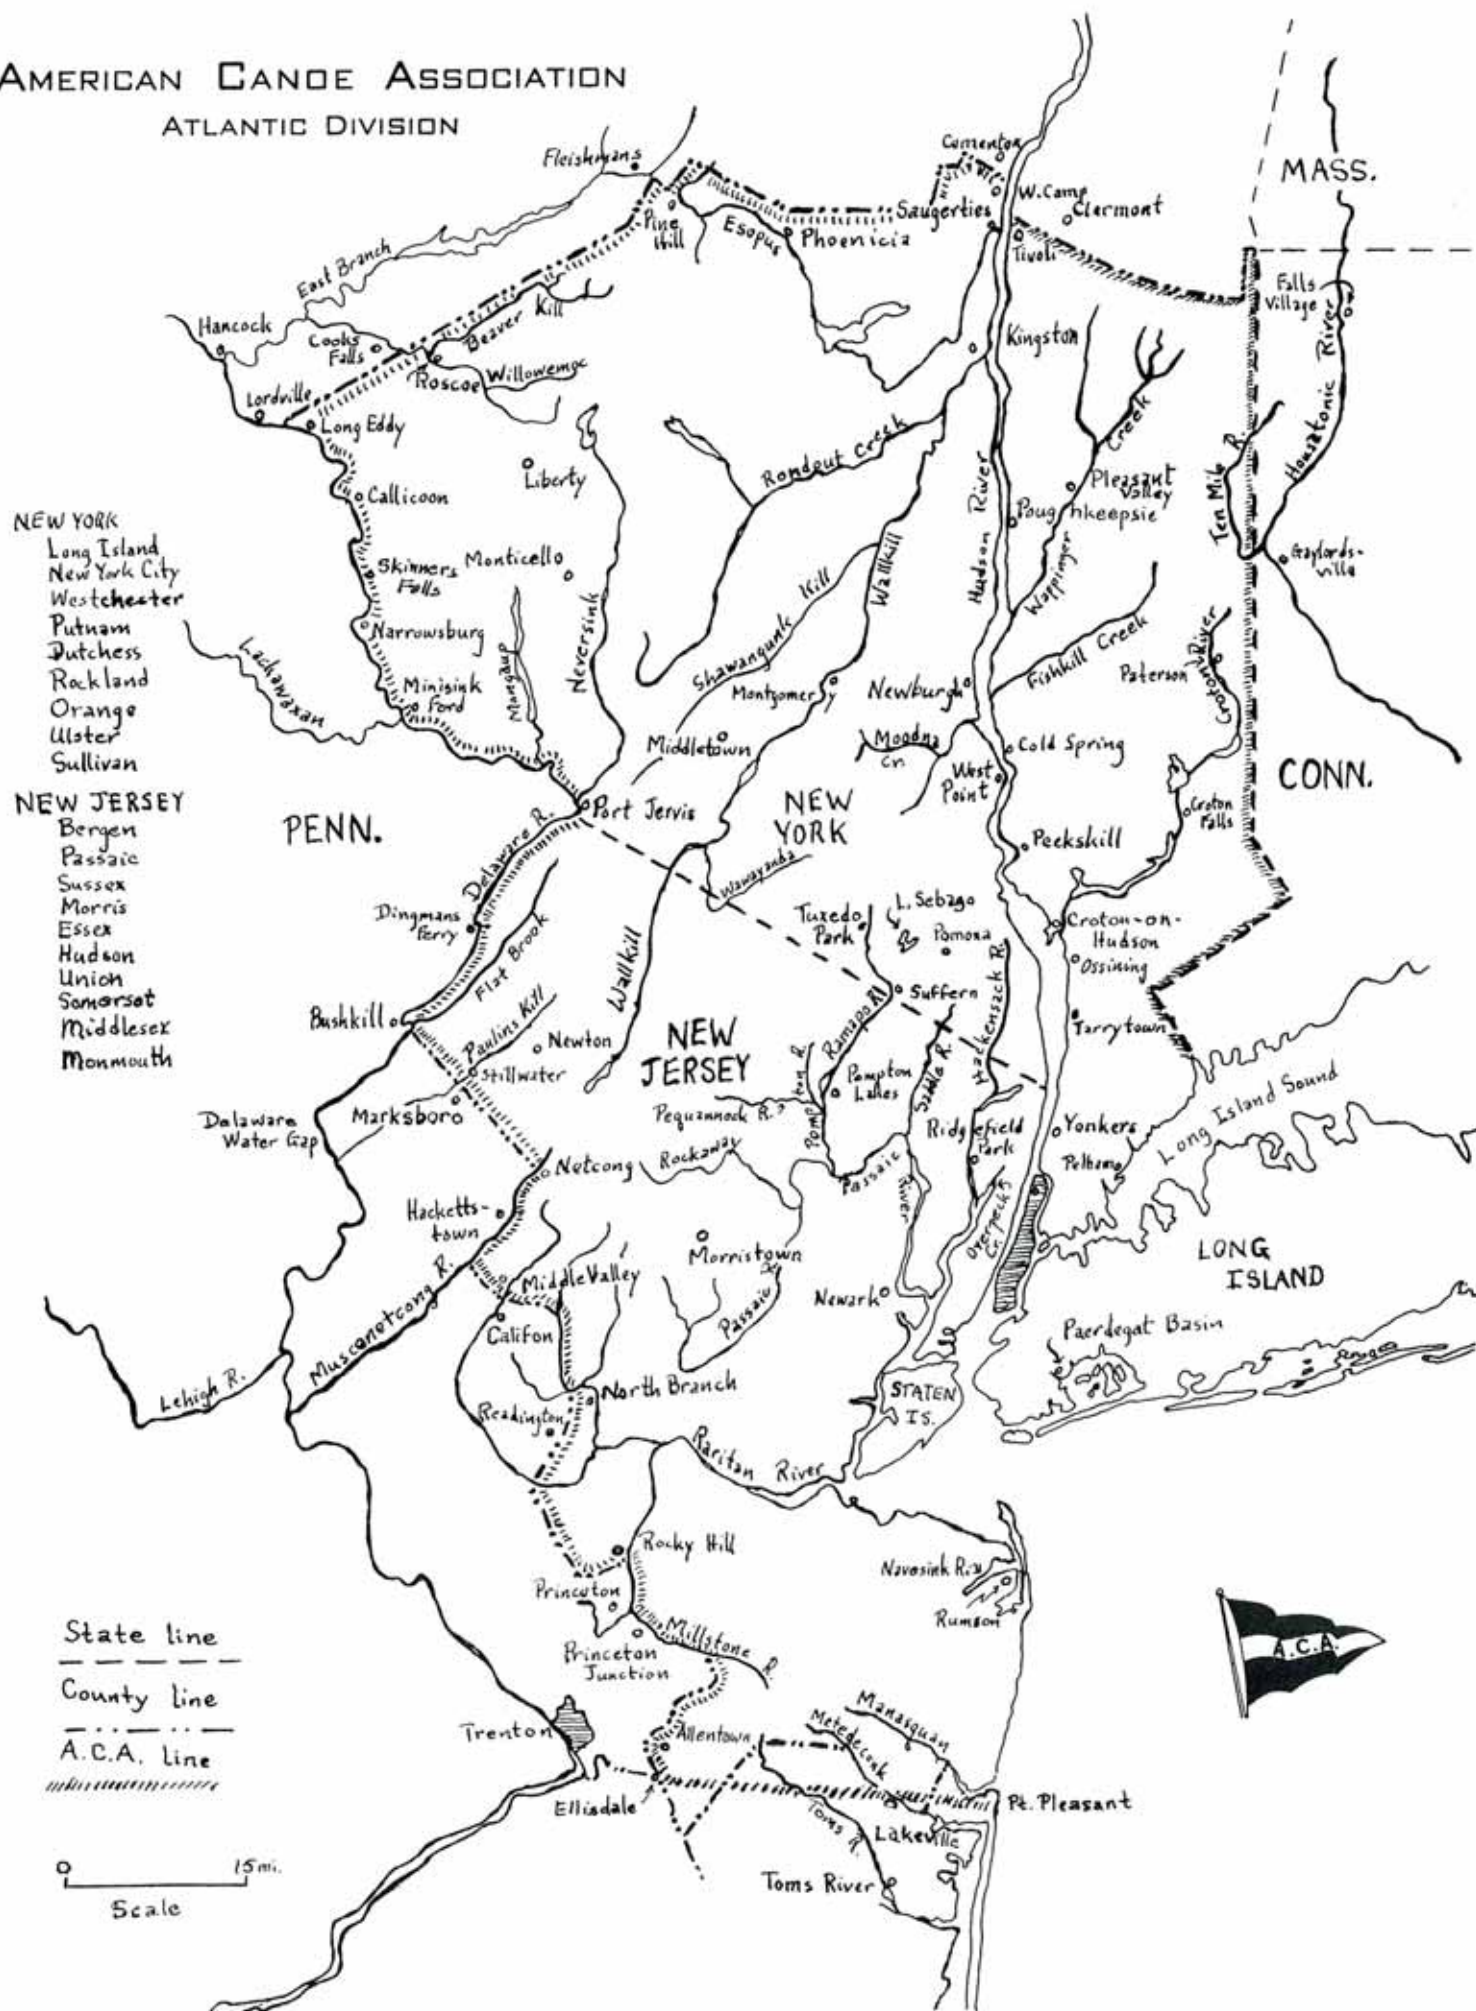 AMERICAN CANOE ASSOCIATION
ATLANTIC DIVISION
NEW YORK
Long Island
New York City
Westchester
Putnam
Dutchess
Rockland
Orange
Ulster
Sullivan
NEW JERSEY
Bergen
Passaic
Sussex
Morris
Essex
Hudson
Union
Somerset
Middlesex
Monmouth
Fleishmans
Cementon
MASS.
W. Camp
Clermont
Saugerties
Tivoli
Pine
Hill
Esopus
Phoenicia
East Branch
Falls
Village
Hancock
Cooks
Falls
Beaver Kill
Roscoe
Willowemoc
Kingston
Lordville
Long Eddy
Housatonic River
Rondout Creek
Creek
Liberty
Callicoon
Hudson River
Pleasant
Valley
Poughkeepsie
Ten Mile R.
Gaylords-
ville
Skinners
Falls
Monticello
Wallkill
Wappinger
Shawangunk Kill
Neversink
Narrowsburg
Lackawaxen
Mongaup
Minisink
Ford
Montgomery
Newburgh
Fishkill Creek
Paterson
Croton River
Middletown
Moodna
Cr.
Cold Spring
West
Point
CONN.
PENN.
Port Jervis
NEW
YORK
Croton
Falls
Peekskill
Delaware R.
Wawayanda
Dingmans
Ferry
Flat Brook
Tuxedo
Park
L. Sebago
Pomona
Croton-on-
Hudson
Ossining
Wallkill
Suffern
Hackensack R.
Bushkill
Paulins Kill
Newton
NEW
JERSEY
Ramapo R
Tarrytown
Stillwater
Pompton
Lakes
Saddle R.
Marksboro
Pequannock R.
Pompton R.
Delaware
Water Gap
Ridgefield
Park
Yonkers
Pelham
Long Island Sound
Netcong
Rockaway
Passaic
River
Hacketts-
town
Overpeck
Cr.
Morristown
LONG
ISLAND
Middle Valley
Musconetcong R.
Newark
Passaic
Califon
Paerdegat Basin
Lehigh R.
North Branch
STATEN
IS.
Readington
Raritan River
Rocky Hill
Navesink R.
Princeton
Rumson
Millstone R.
Princeton
Junction
A.C.A.
State line
County line
A.C.A. line
Manasquan
Metedeconk
Trenton
Allentown
Ellisdale
Pt. Pleasant
Toms R.
Lakeville
Toms River
0 15 mi.
Scale